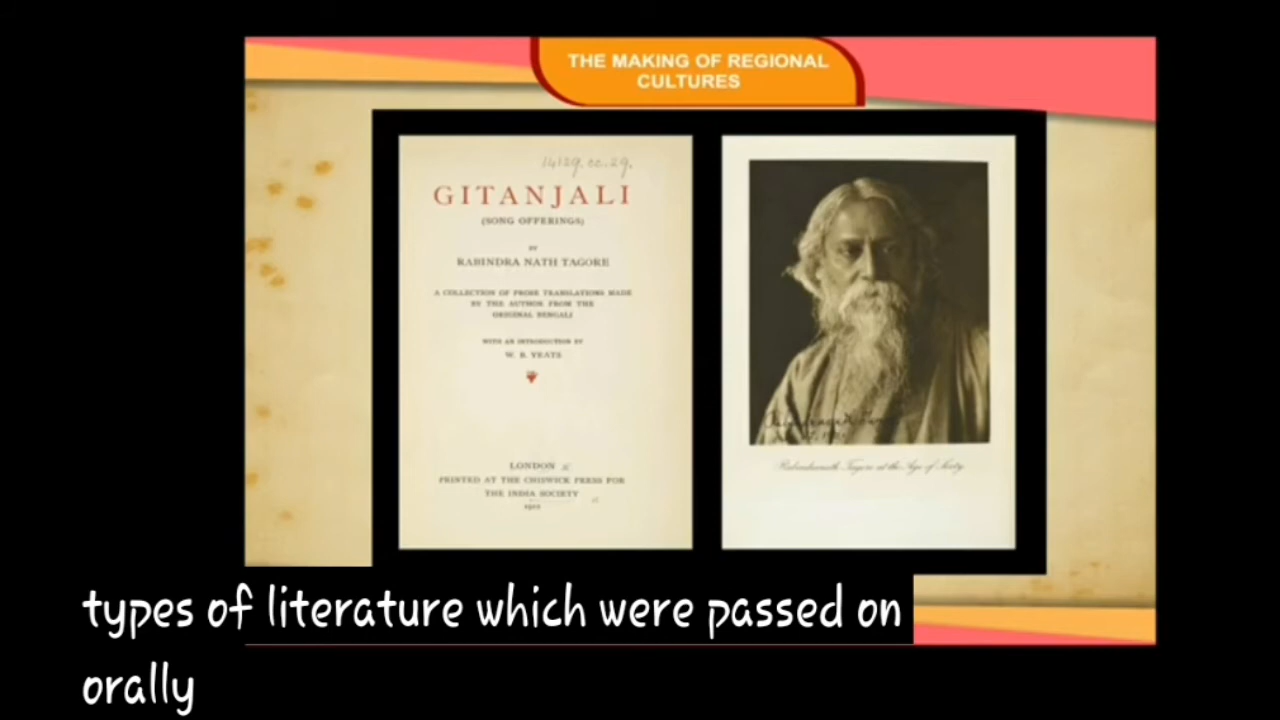 THE MAKING OF REGIONAL
CULTURES
14129.cc.29.
GITANJALI
(SONG OFFERINGS)
BY
RABINDRA NATH TAGORE
A COLLECTION OF PROSE TRANSLATIONS MADE
BY THE AUTHOR FROM THE
ORIGINAL BENGALI
WITH AN INTRODUCTION BY
W. B. YEATS
LONDON
PRINTED AT THE CHISWICK PRESS FOR
THE INDIA SOCIETY
1912
Rabindranath Tagore at the Age of Sixty
types of literature which were passed on
orally